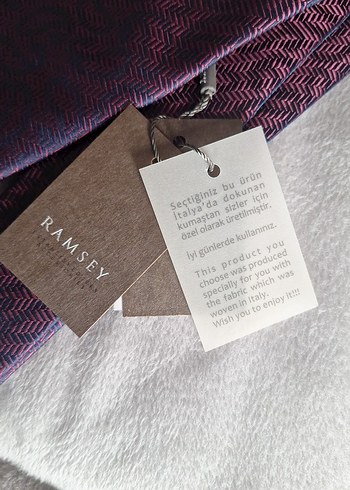 RAMSEY
Seçtiğiniz bu ürün
İtalya'da dokunan
kumaştan sizler için
özel olarak üretilmiştir.
İyi günlerde kullanınız.
This product you
choose was produced
specially for you with
the fabric which was
woven in Italy.
Wish you to enjoy it!!!